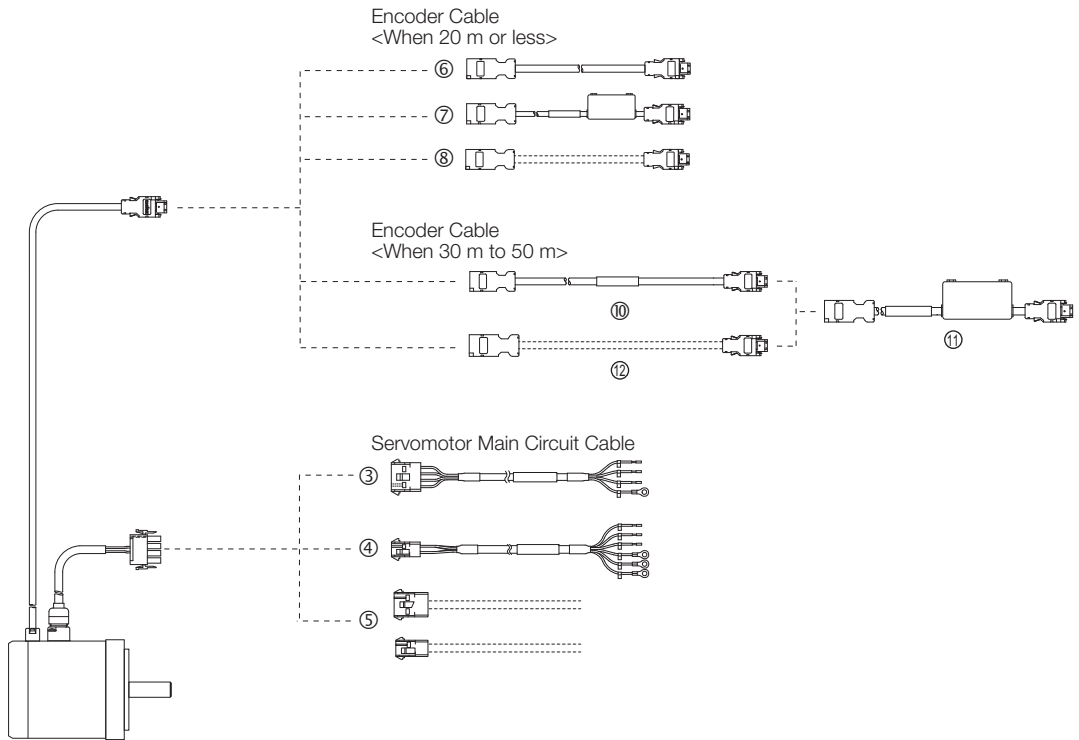 Encoder Cable
<When 20 m or less>
⑥
⑦
⑧
Encoder Cable
<When 30 m to 50 m>
⑩
⑪
⑫
Servomotor Main Circuit Cable
③
④
⑤